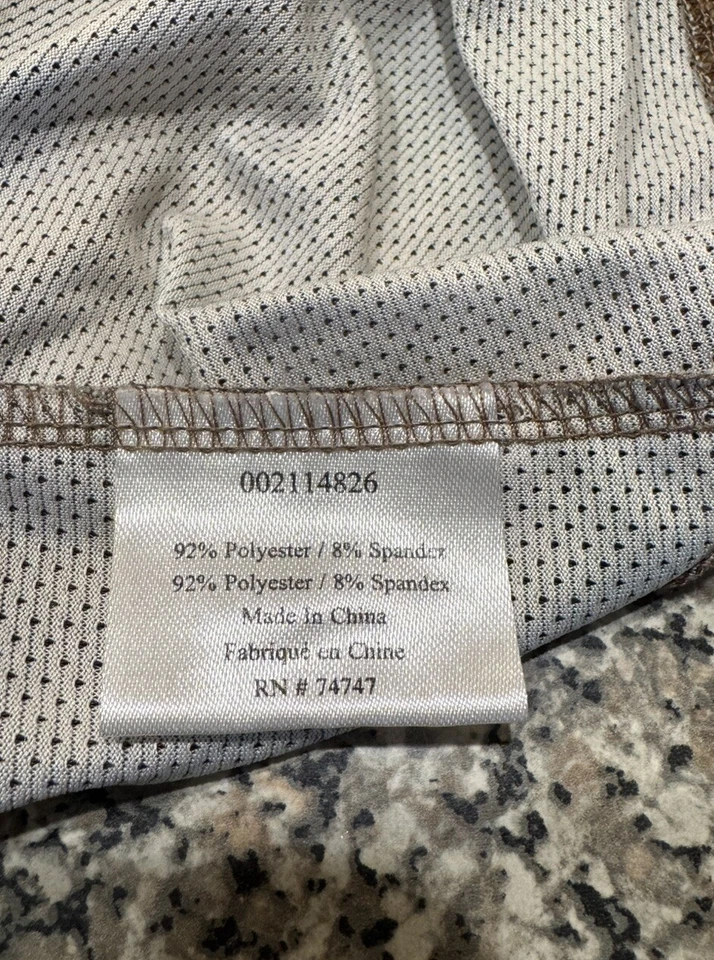 002114826
92% Polyester / 8% Spandex
92% Polyester / 8% Spandex
Made In China
Fabriqué en Chine
RN # 74747